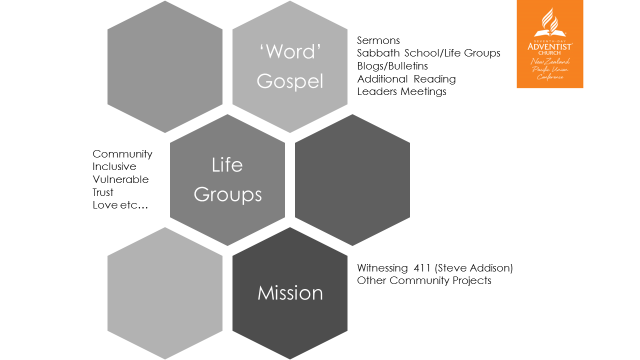 ‘Word’
Gospel
Sermons
Sabbath School/Life Groups
Blogs/Bulletins
Additional Reading
Leaders Meetings
ADVENTIST
CHURCH
New Zealand
Pacific Union
Conference
Community
Inclusive
Vulnerable
Trust
Love etc…
Life
Groups
Mission
Witnessing 411 (Steve Addison)
Other Community Projects